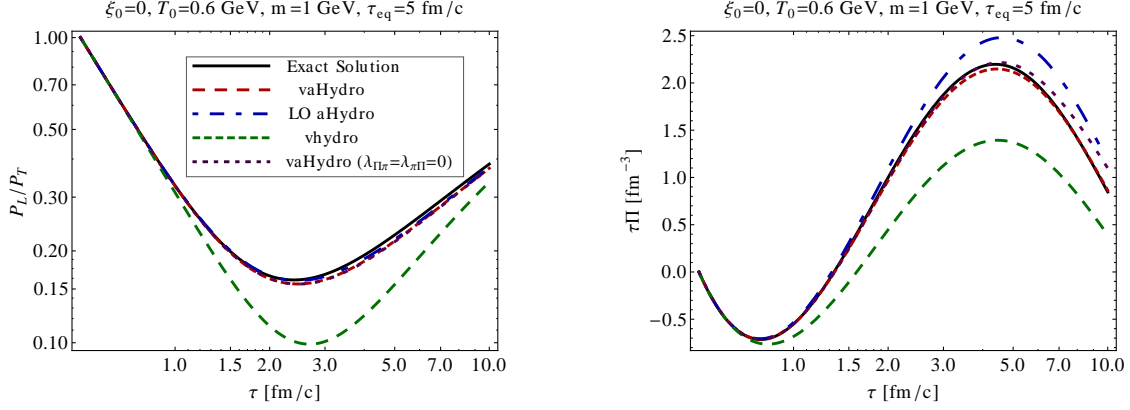 ξ0=0, T0=0.6 GeV, m=1 GeV, τeq=5 fm/c
1.00
0.70
0.50
0.30
0.20
0.15
0.10
PL/PT
Exact Solution
vaHydro
LO aHydro
vhydro
vaHydro (λΠπ=λπΠ=0)
1.0
1.5
2.0
3.0
5.0
7.0
10.0
τ [fm/c]
ξ0=0, T0=0.6 GeV, m=1 GeV, τeq=5 fm/c
2.5
2.0
1.5
1.0
0.5
0.0
−0.5
τΠ [fm−3]
1.0
1.5
2.0
3.0
5.0
7.0
10.0
τ [fm/c]